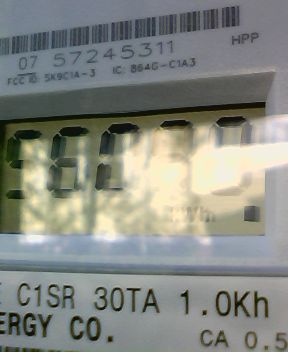 07 57245311
HPP
FCC ID: SK9C1A-3 IC: 864G-C1A3
C1SR 30TA 1.0Kh
ERGY CO.
CA 0.5